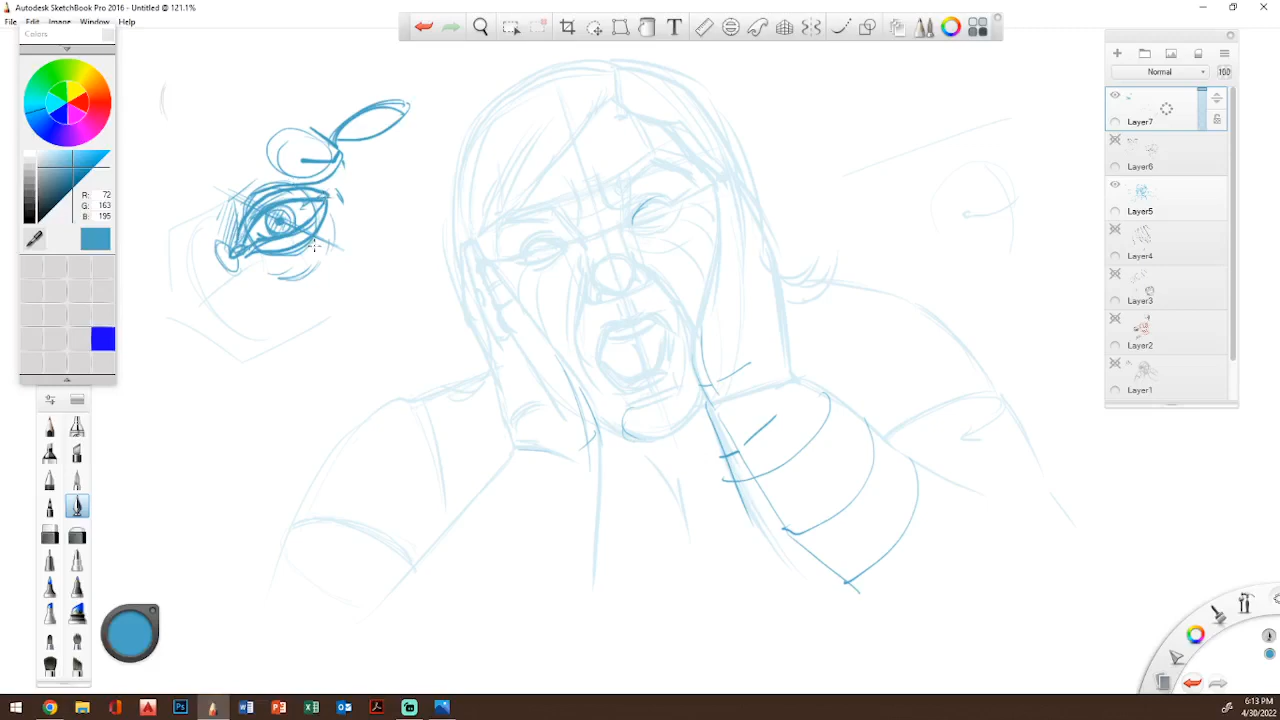 Autodesk SketchBook Pro 2016 - Untitled @ 121.1%
File Edit Image Window Help
Colors
R: 72
G: 163
B: 195
Normal
100
Layer7
Layer6
Layer5
Layer4
Layer3
Layer2
Layer1
6:13 PM
4/30/2022